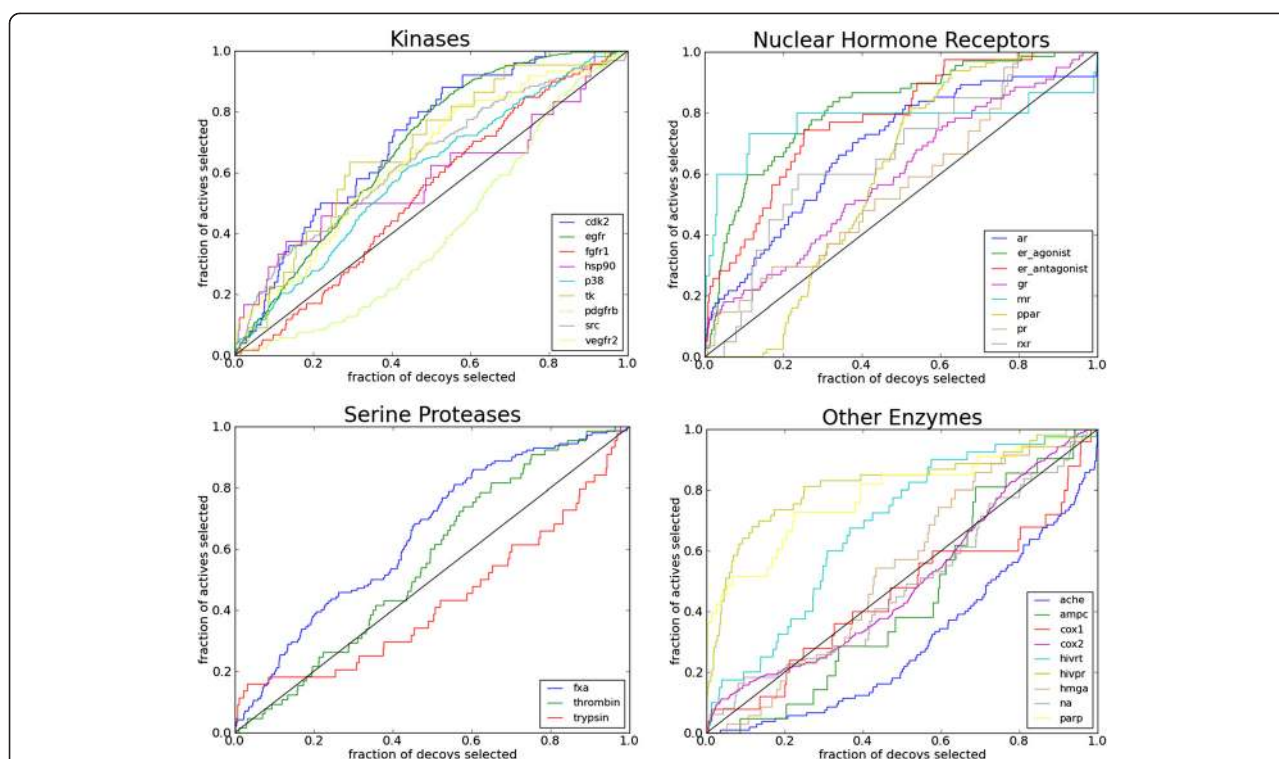 Kinases
1.0
0.8
0.6
0.4
0.2
0.0
fraction of actives selected
cdk2
egfr
fgfr1
hsp90
p38
tk
pdgfrb
src
vegfr2
0.0 0.2 0.4 0.6 0.8 1.0
fraction of decoys selected
Nuclear Hormone Receptors
1.0
0.8
0.6
0.4
0.2
0.0
fraction of actives selected
ar
er_agonist
er_antagonist
gr
mr
ppar
pr
rxr
0.0 0.2 0.4 0.6 0.8 1.0
fraction of decoys selected
Serine Proteases
1.0
0.8
0.6
0.4
0.2
0.0
fraction of actives selected
fxa
thrombin
trypsin
0.0 0.2 0.4 0.6 0.8 1.0
fraction of decoys selected
Other Enzymes
1.0
0.8
0.6
0.4
0.2
0.0
fraction of actives selected
ache
ampc
cox1
cox2
hivrt
hivpr
hmga
na
parp
0.0 0.2 0.4 0.6 0.8 1.0
fraction of decoys selected